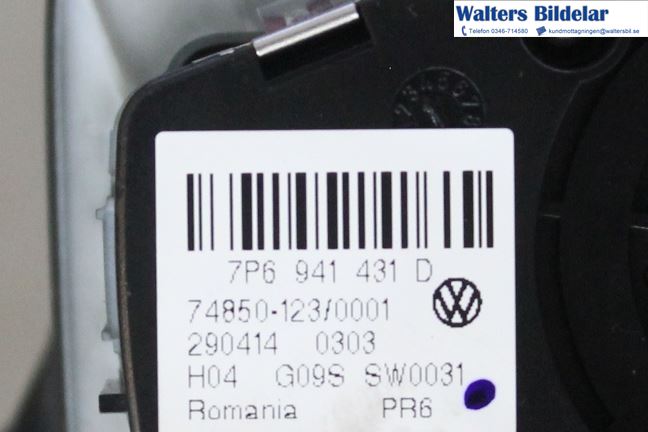 Walters Bildelar
Telefon 0346-714580 kundmottagningen@waltersbil.se
7P6 941 431 D
74850-123/0001
290414 0303
H04 G09S SW0031
Romania PR6